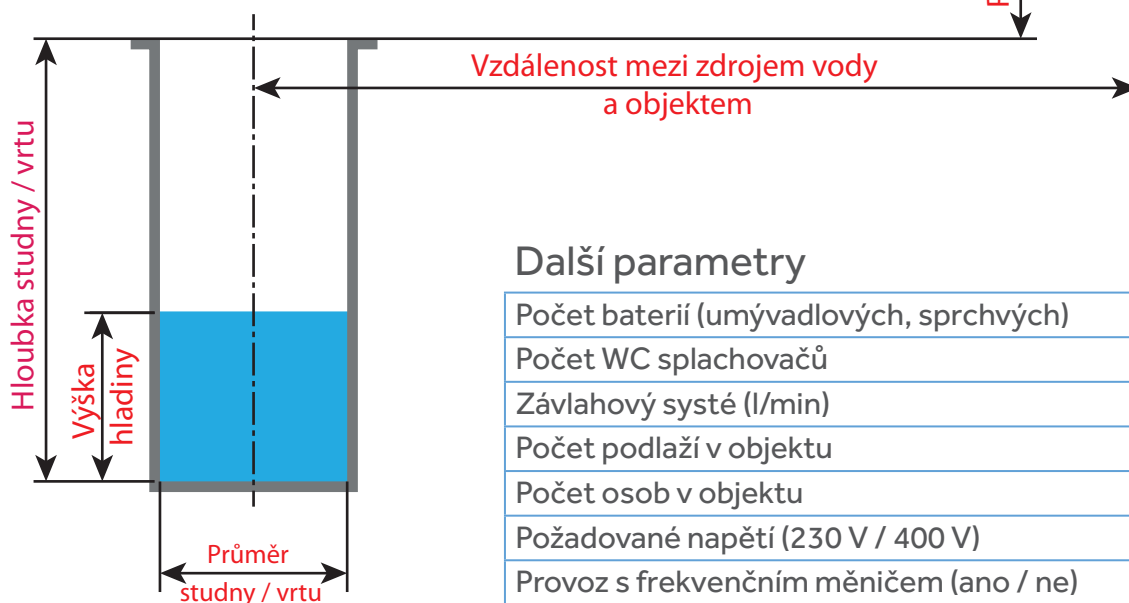 Vzdálenost mezi zdrojem vody
a objektem
Hloubka studny / vrtu
Výška
hladiny
Průměr
studny / vrtu
Další parametry
Počet baterií (umývadlových, sprchvých)
Počet WC splachovačů
Závlahový systé (l/min)
Počet podlaží v objektu
Počet osob v objektu
Požadované napětí (230 V / 400 V)
Provoz s frekvenčním měničem (ano / ne)